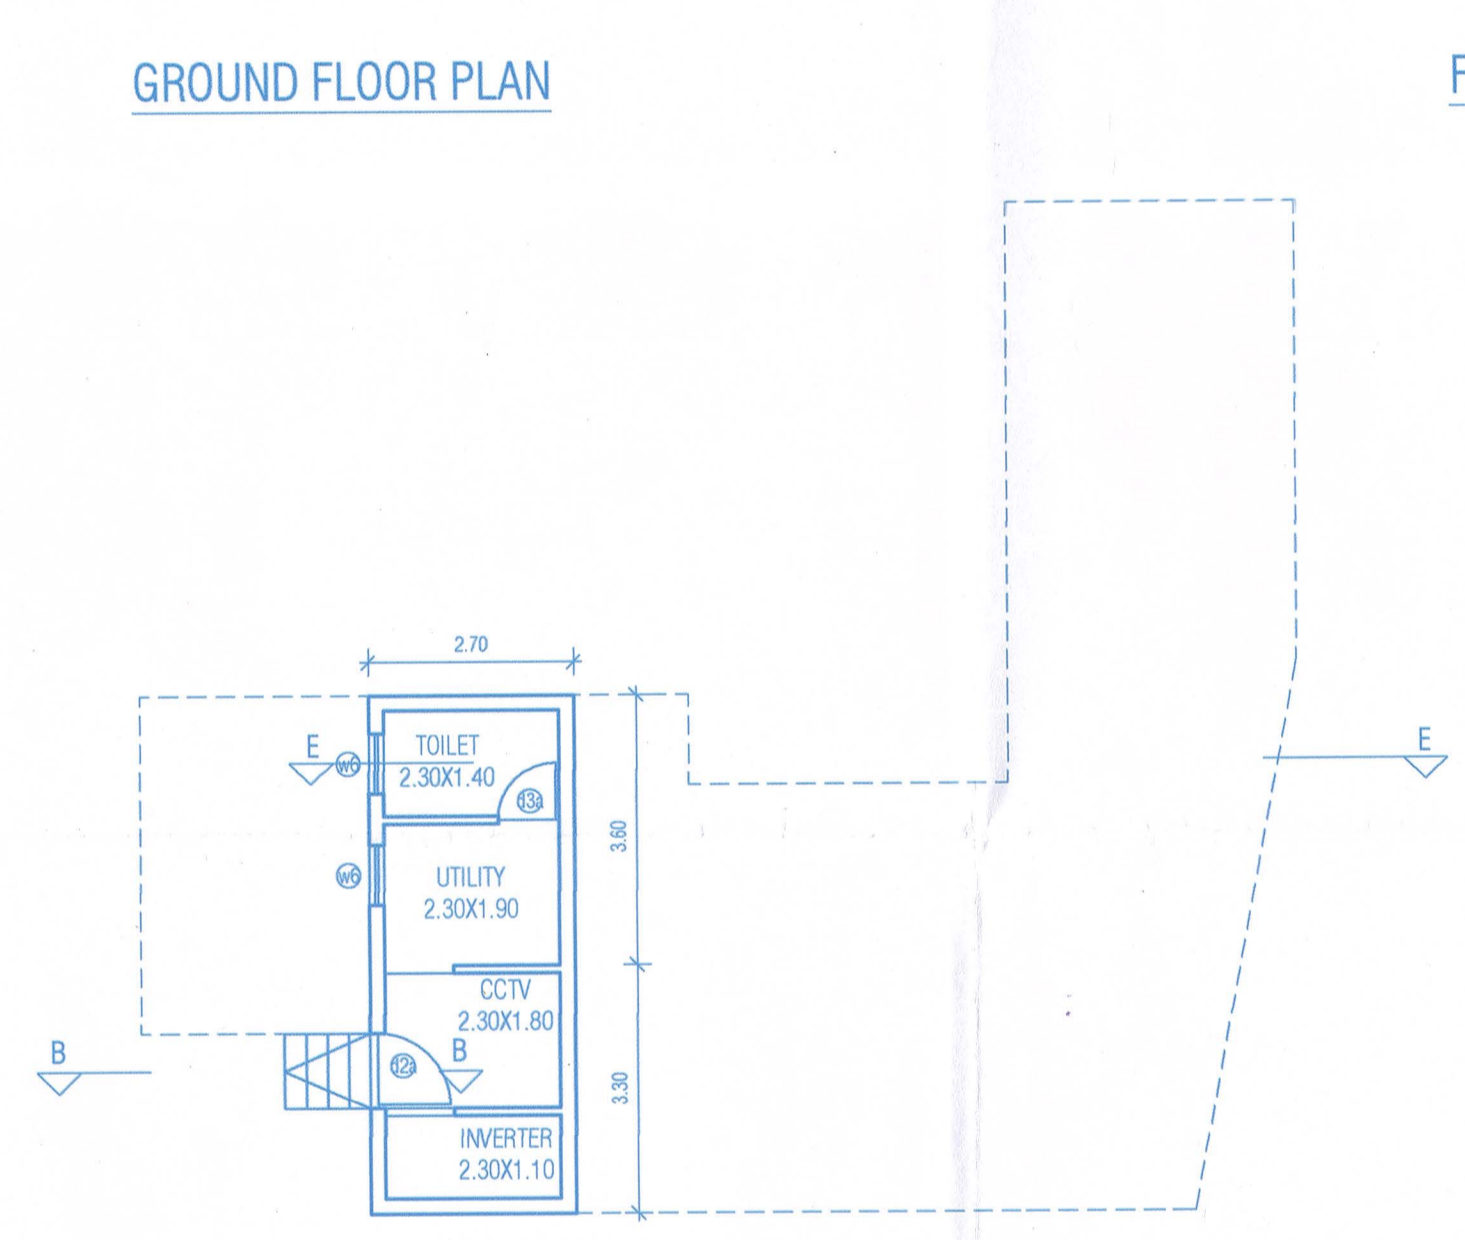 GROUND FLOOR PLAN
F
2.70
E
w6
TOILET
2.30X1.40
d3a
E
3.60
w6
UTILITY
2.30X1.90
CCTV
2.30X1.80
B
d2a
B
3.30
INVERTER
2.30X1.10